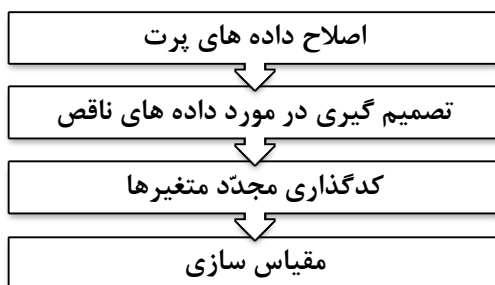 اصلاح داده های پرت
تصمیم گیری در مورد داده های ناقص
کدگذاری مجدّد متغیرها
مقیاس سازی